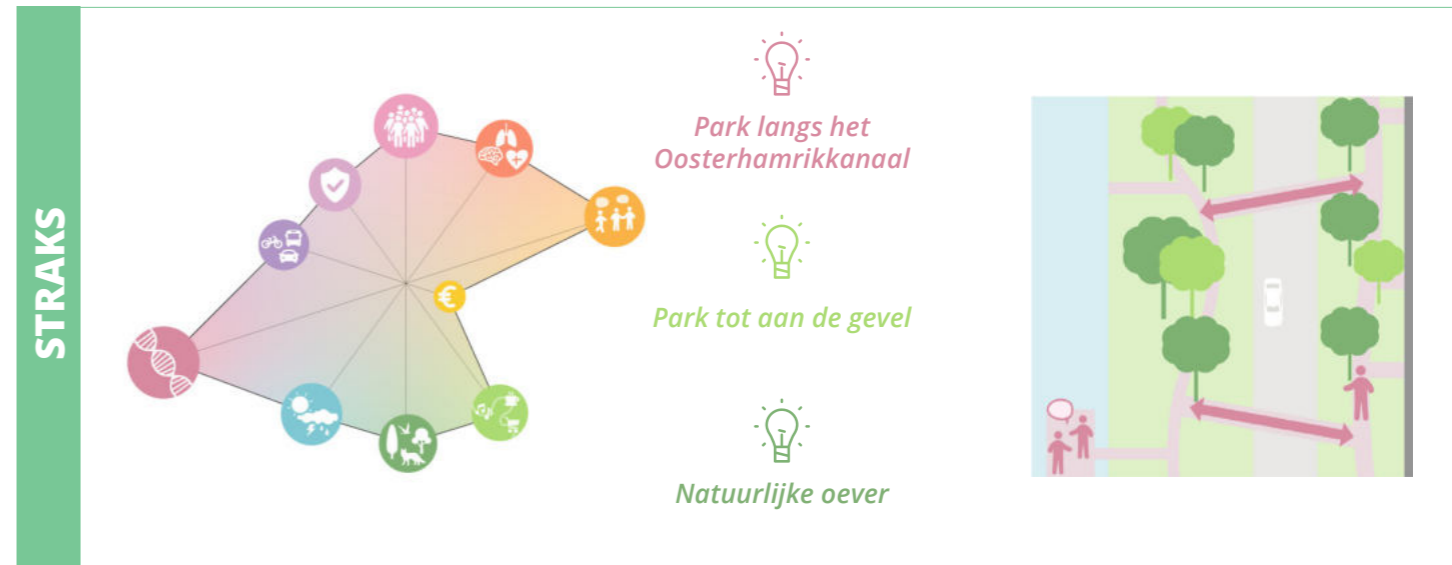 STRAKS
Park langs het
Oosterhamrikkanaal
€
Park tot aan de gevel
Natuurlijke oever